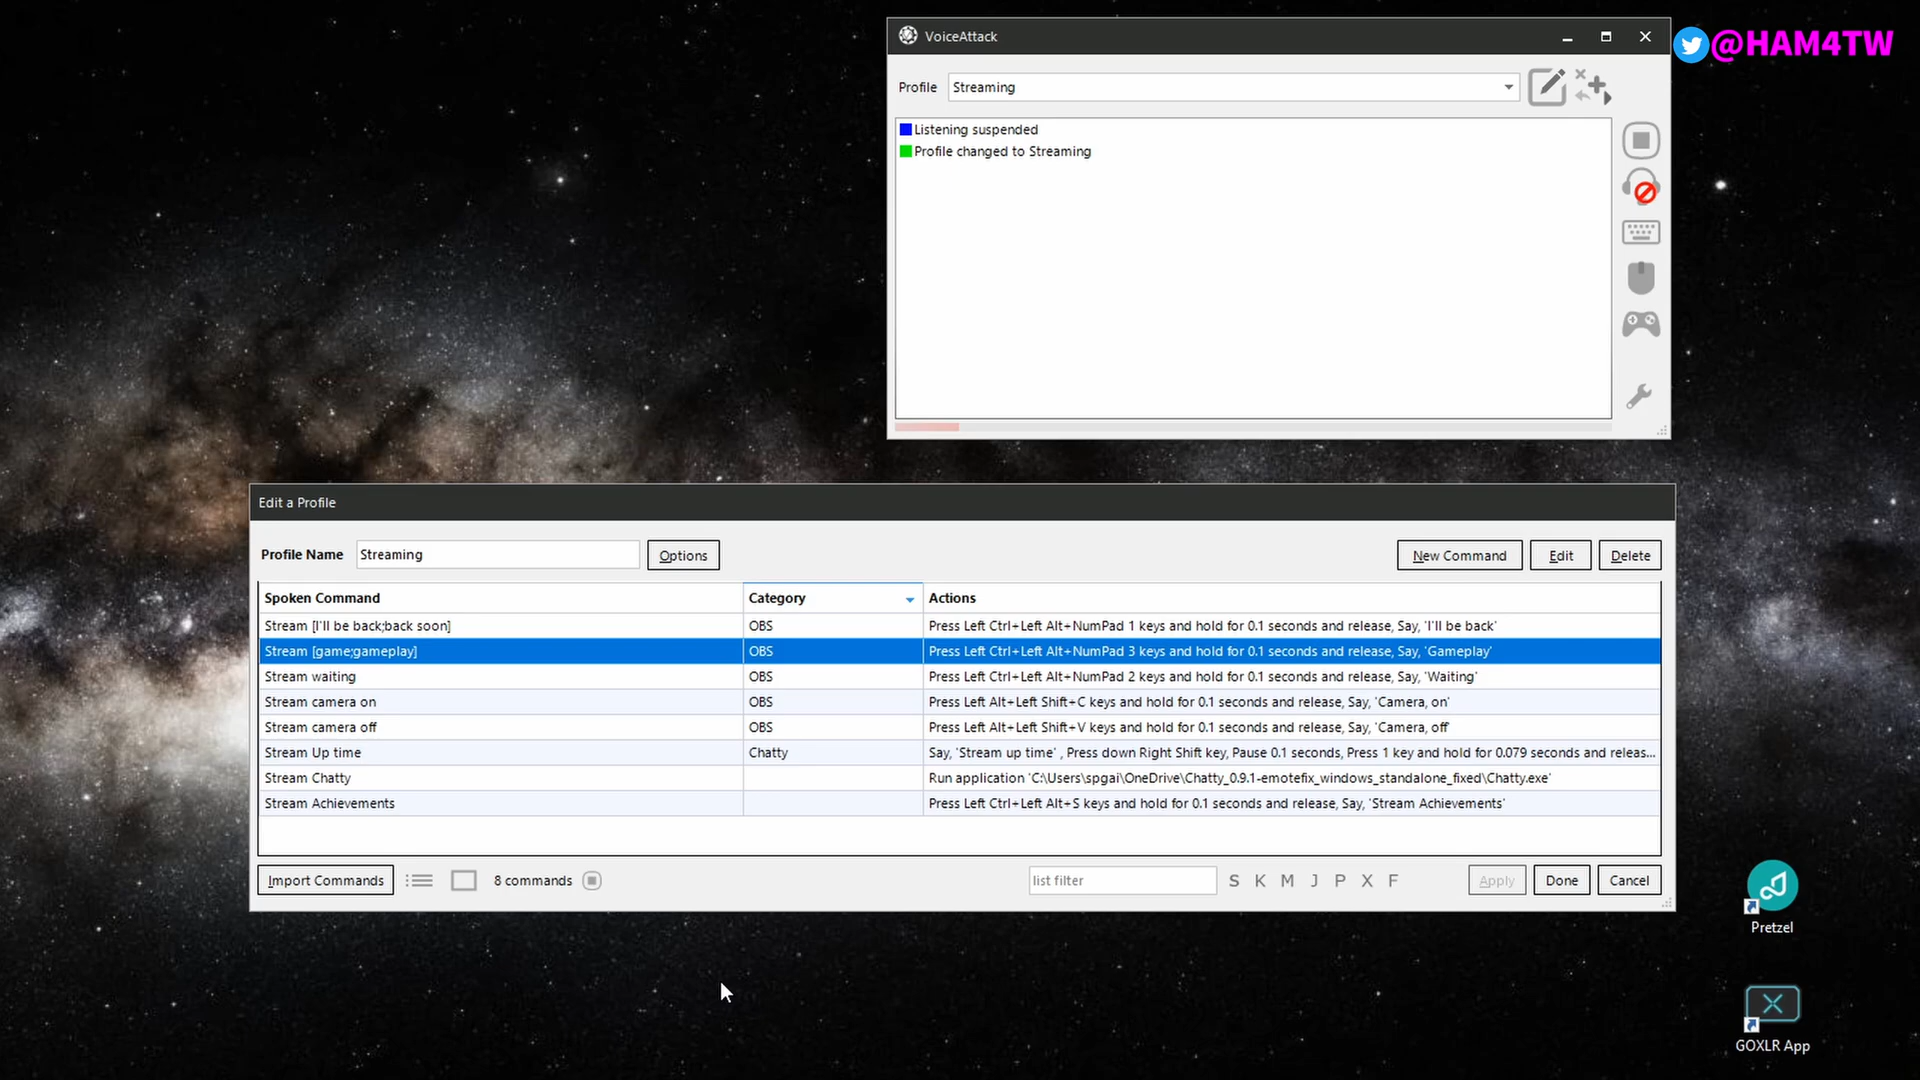 VoiceAttack
@HAM4TW
Profile Streaming
Listening suspended
Profile changed to Streaming
Edit a Profile
Profile Name Streaming Options New Command Edit Delete
Spoken Command Category Actions
Stream [I'll be back;back soon] OBS Press Left Ctrl+Left Alt+NumPad 1 keys and hold for 0.1 seconds and release, Say, 'I'll be back'
Stream [game;gameplay] OBS Press Left Ctrl+Left Alt+NumPad 3 keys and hold for 0.1 seconds and release, Say, 'Gameplay'
Stream waiting OBS Press Left Ctrl+Left Alt+NumPad 2 keys and hold for 0.1 seconds and release, Say, 'Waiting'
Stream camera on OBS Press Left Alt+Left Shift+C keys and hold for 0.1 seconds and release, Say, 'Camera, on'
Stream camera off OBS Press Left Alt+Left Shift+V keys and hold for 0.1 seconds and release, Say, 'Camera, off'
Stream Up time Chatty Say, 'Stream up time' , Press down Right Shift key, Pause 0.1 seconds, Press 1 key and hold for 0.079 seconds and releas...
Stream Chatty Run application 'C:\Users\spgai\OneDrive\Chatty_0.9.1-emotefix_windows_standalone_fixed\Chatty.exe'
Stream Achievements Press Left Ctrl+Left Alt+S keys and hold for 0.1 seconds and release, Say, 'Stream Achievements'
Import Commands 8 commands list filter S K M J P X F Apply Done Cancel
Pretzel
GOXLR App